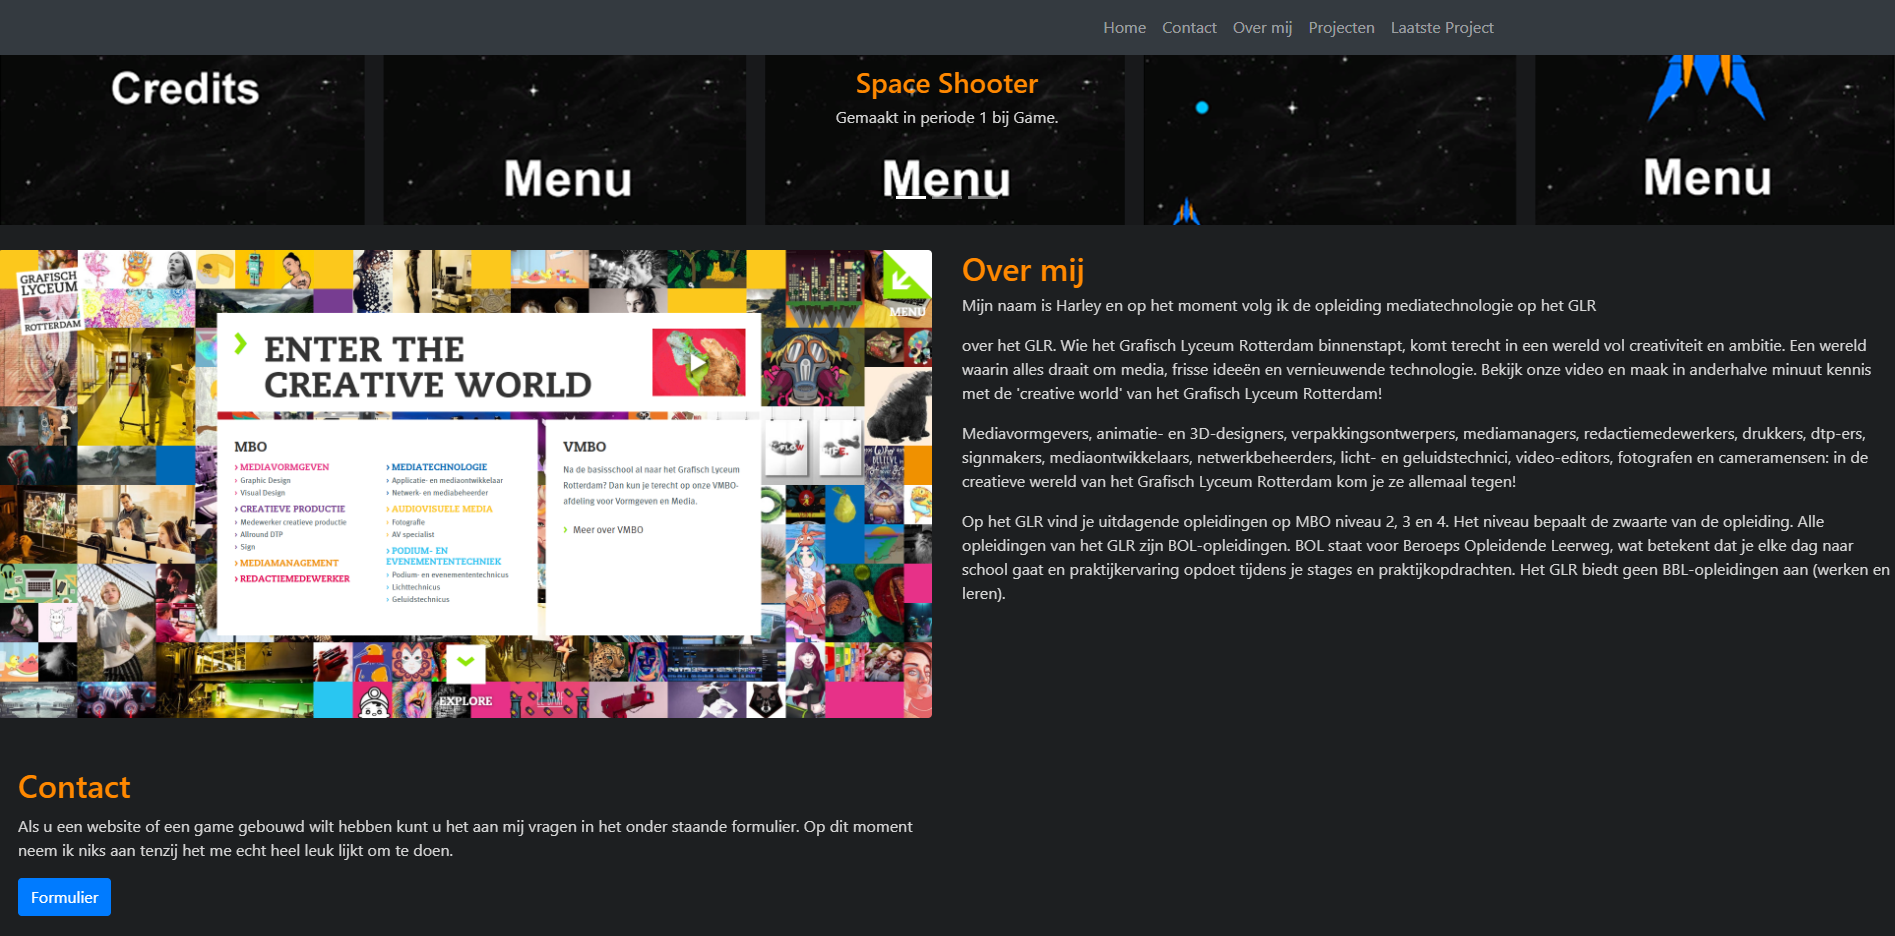 Home Contact Over mij Projecten Laatste Project
Credits
Menu
Space Shooter
Gemaakt in periode 1 bij Game.
Menu
Menu
GRAFISCH
LYCEUM
ROTTERDAM
MENU
ENTER THE
CREATIVE WORLD
MBO
› MEDIAVORMGEVEN
› Graphic Design
› Visual Design
› CREATIEVE PRODUCTIE
› Medewerker creatieve productie
› Allround DTP
› Sign
› MEDIAMANAGEMENT
› REDACTIEMEDEWERKER
› MEDIATECHNOLOGIE
› Applicatie- en mediaontwikkelaar
› Netwerk- en mediabeheerder
› AUDIOVISUELE MEDIA
› Fotografie
› AV specialist
› PODIUM- EN
EVENEMENTENTECHNIEK
› Podium- en evenemententechnicus
› Lichttechnicus
› Geluidstechnicus
VMBO
Na de basisschool al naar het Grafisch Lyceum
Rotterdam? Dan kun je terecht op onze VMBO-
afdeling voor Vormgeven en Media.
› Meer over VMBO
EXPLORE
Over mij
Mijn naam is Harley en op het moment volg ik de opleiding mediatechnologie op het GLR
over het GLR. Wie het Grafisch Lyceum Rotterdam binnenstapt, komt terecht in een wereld vol creativiteit en ambitie. Een wereld
waarin alles draait om media, frisse ideeën en vernieuwende technologie. Bekijk onze video en maak in anderhalve minuut kennis
met de 'creative world' van het Grafisch Lyceum Rotterdam!
Mediavormgevers, animatie- en 3D-designers, verpakkingsontwerpers, mediamanagers, redactiemedewerkers, drukkers, dtp-ers,
signmakers, mediaontwikkelaars, netwerkbeheerders, licht- en geluidstechnici, video-editors, fotografen en cameramensen: in de
creatieve wereld van het Grafisch Lyceum Rotterdam kom je ze allemaal tegen!
Op het GLR vind je uitdagende opleidingen op MBO niveau 2, 3 en 4. Het niveau bepaalt de zwaarte van de opleiding. Alle
opleidingen van het GLR zijn BOL-opleidingen. BOL staat voor Beroeps Opleidende Leerweg, wat betekent dat je elke dag naar
school gaat en praktijkervaring opdoet tijdens je stages en praktijkopdrachten. Het GLR biedt geen BBL-opleidingen aan (werken en
leren).
Contact
Als u een website of een game gebouwd wilt hebben kunt u het aan mij vragen in het onder staande formulier. Op dit moment
neem ik niks aan tenzij het me echt heel leuk lijkt om te doen.
Formulier